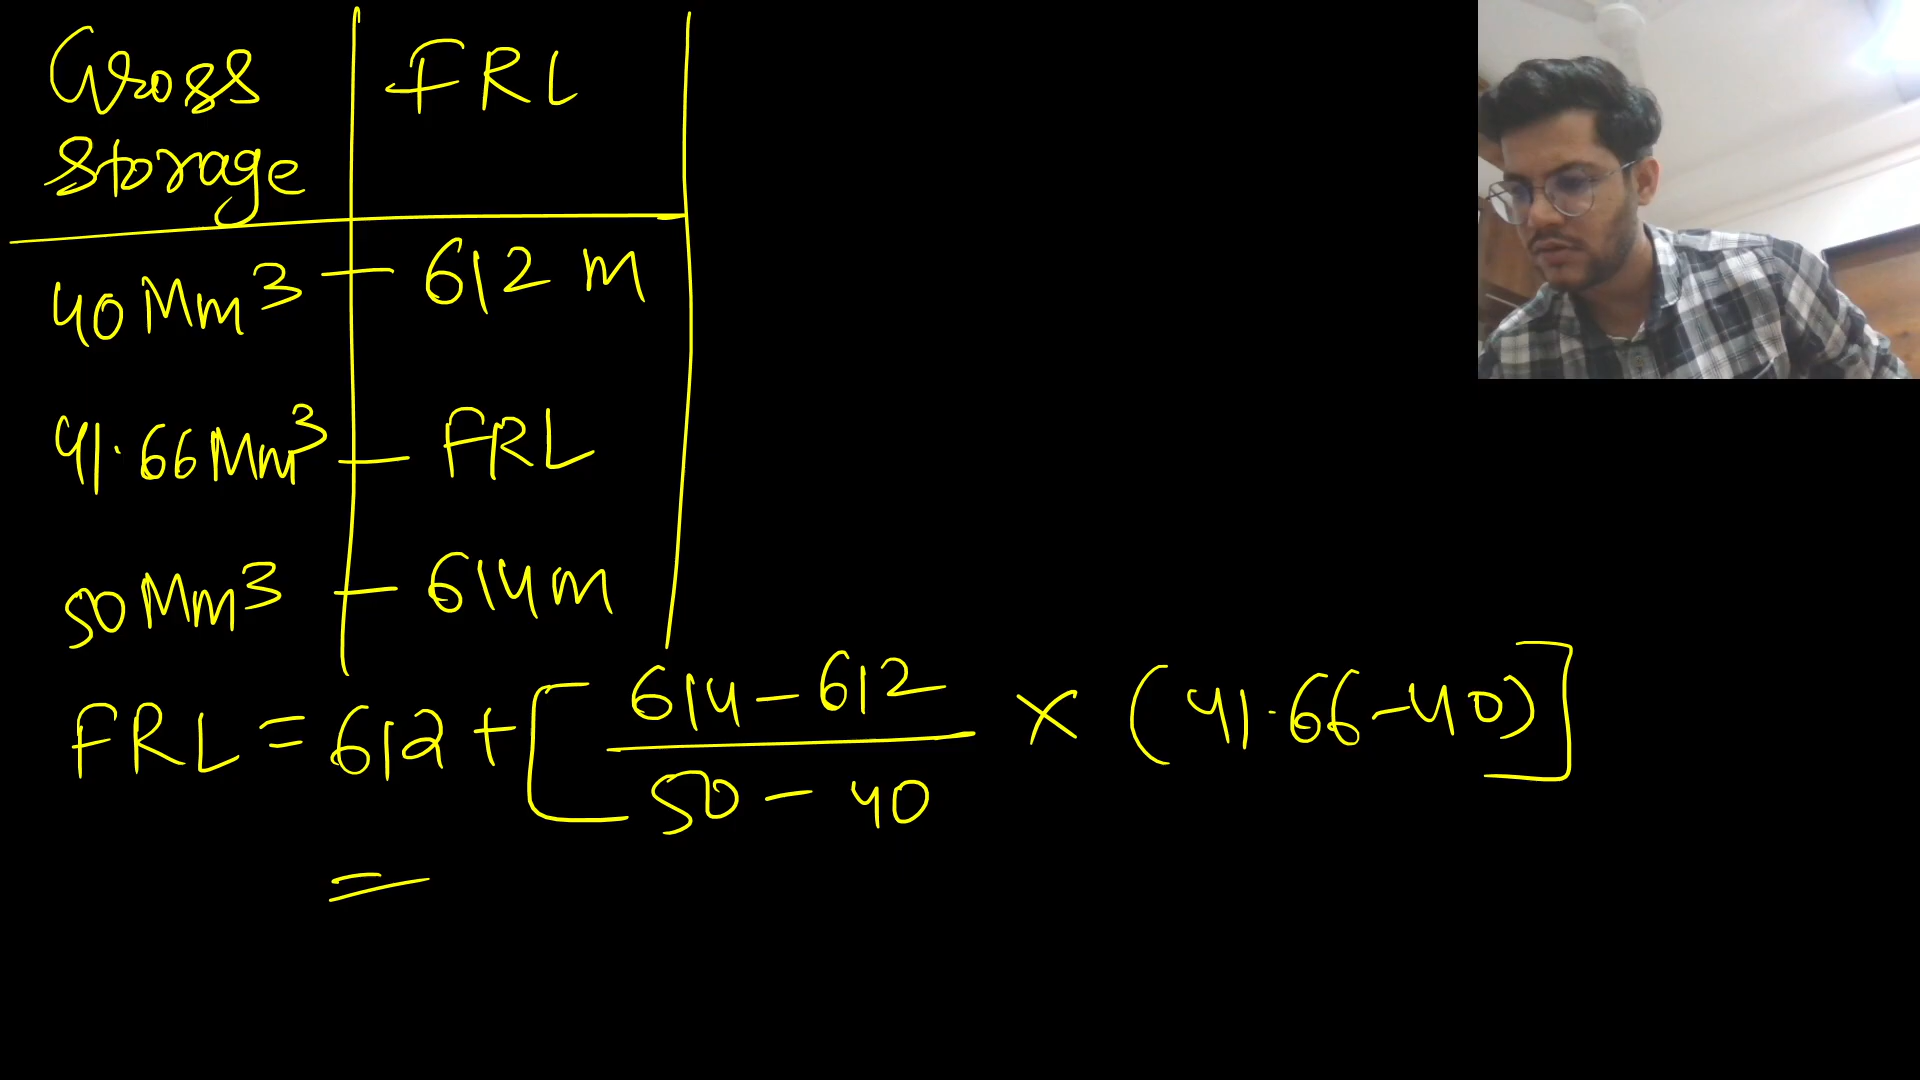 Gross Storage FRL
40 Mm³ - 612 m
41.66 Mm³ - FRL
50 Mm³ - 614 m
FRL = 612 + [ (614 - 612) / (50 - 40) × (41.66 - 40) ]
=